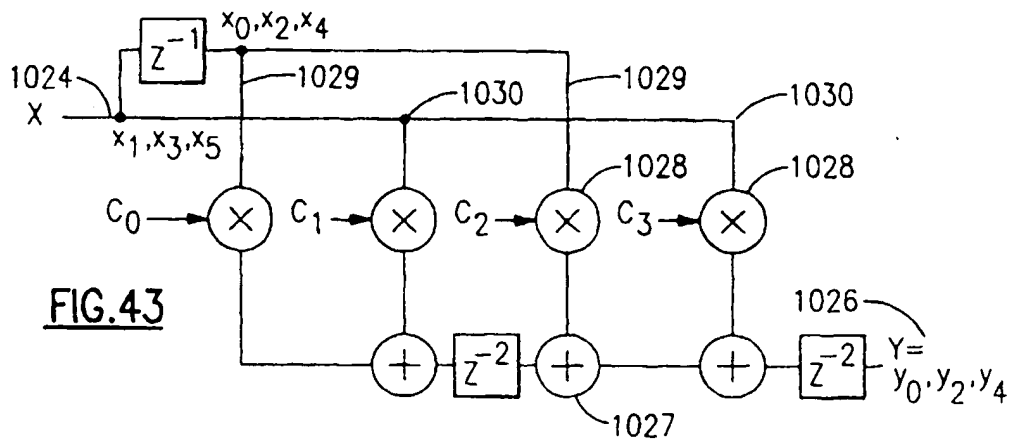 x₀,x₂,x₄
z⁻¹
1024
1029
1030
1029
1030
X
x₁,x₃,x₅
1028
1028
C₀
×
C₁
×
C₂
×
C₃
×
FIG.43
1026
+
z⁻²
+
+
z⁻²
Y=
y₀,y₂,y₄
1027